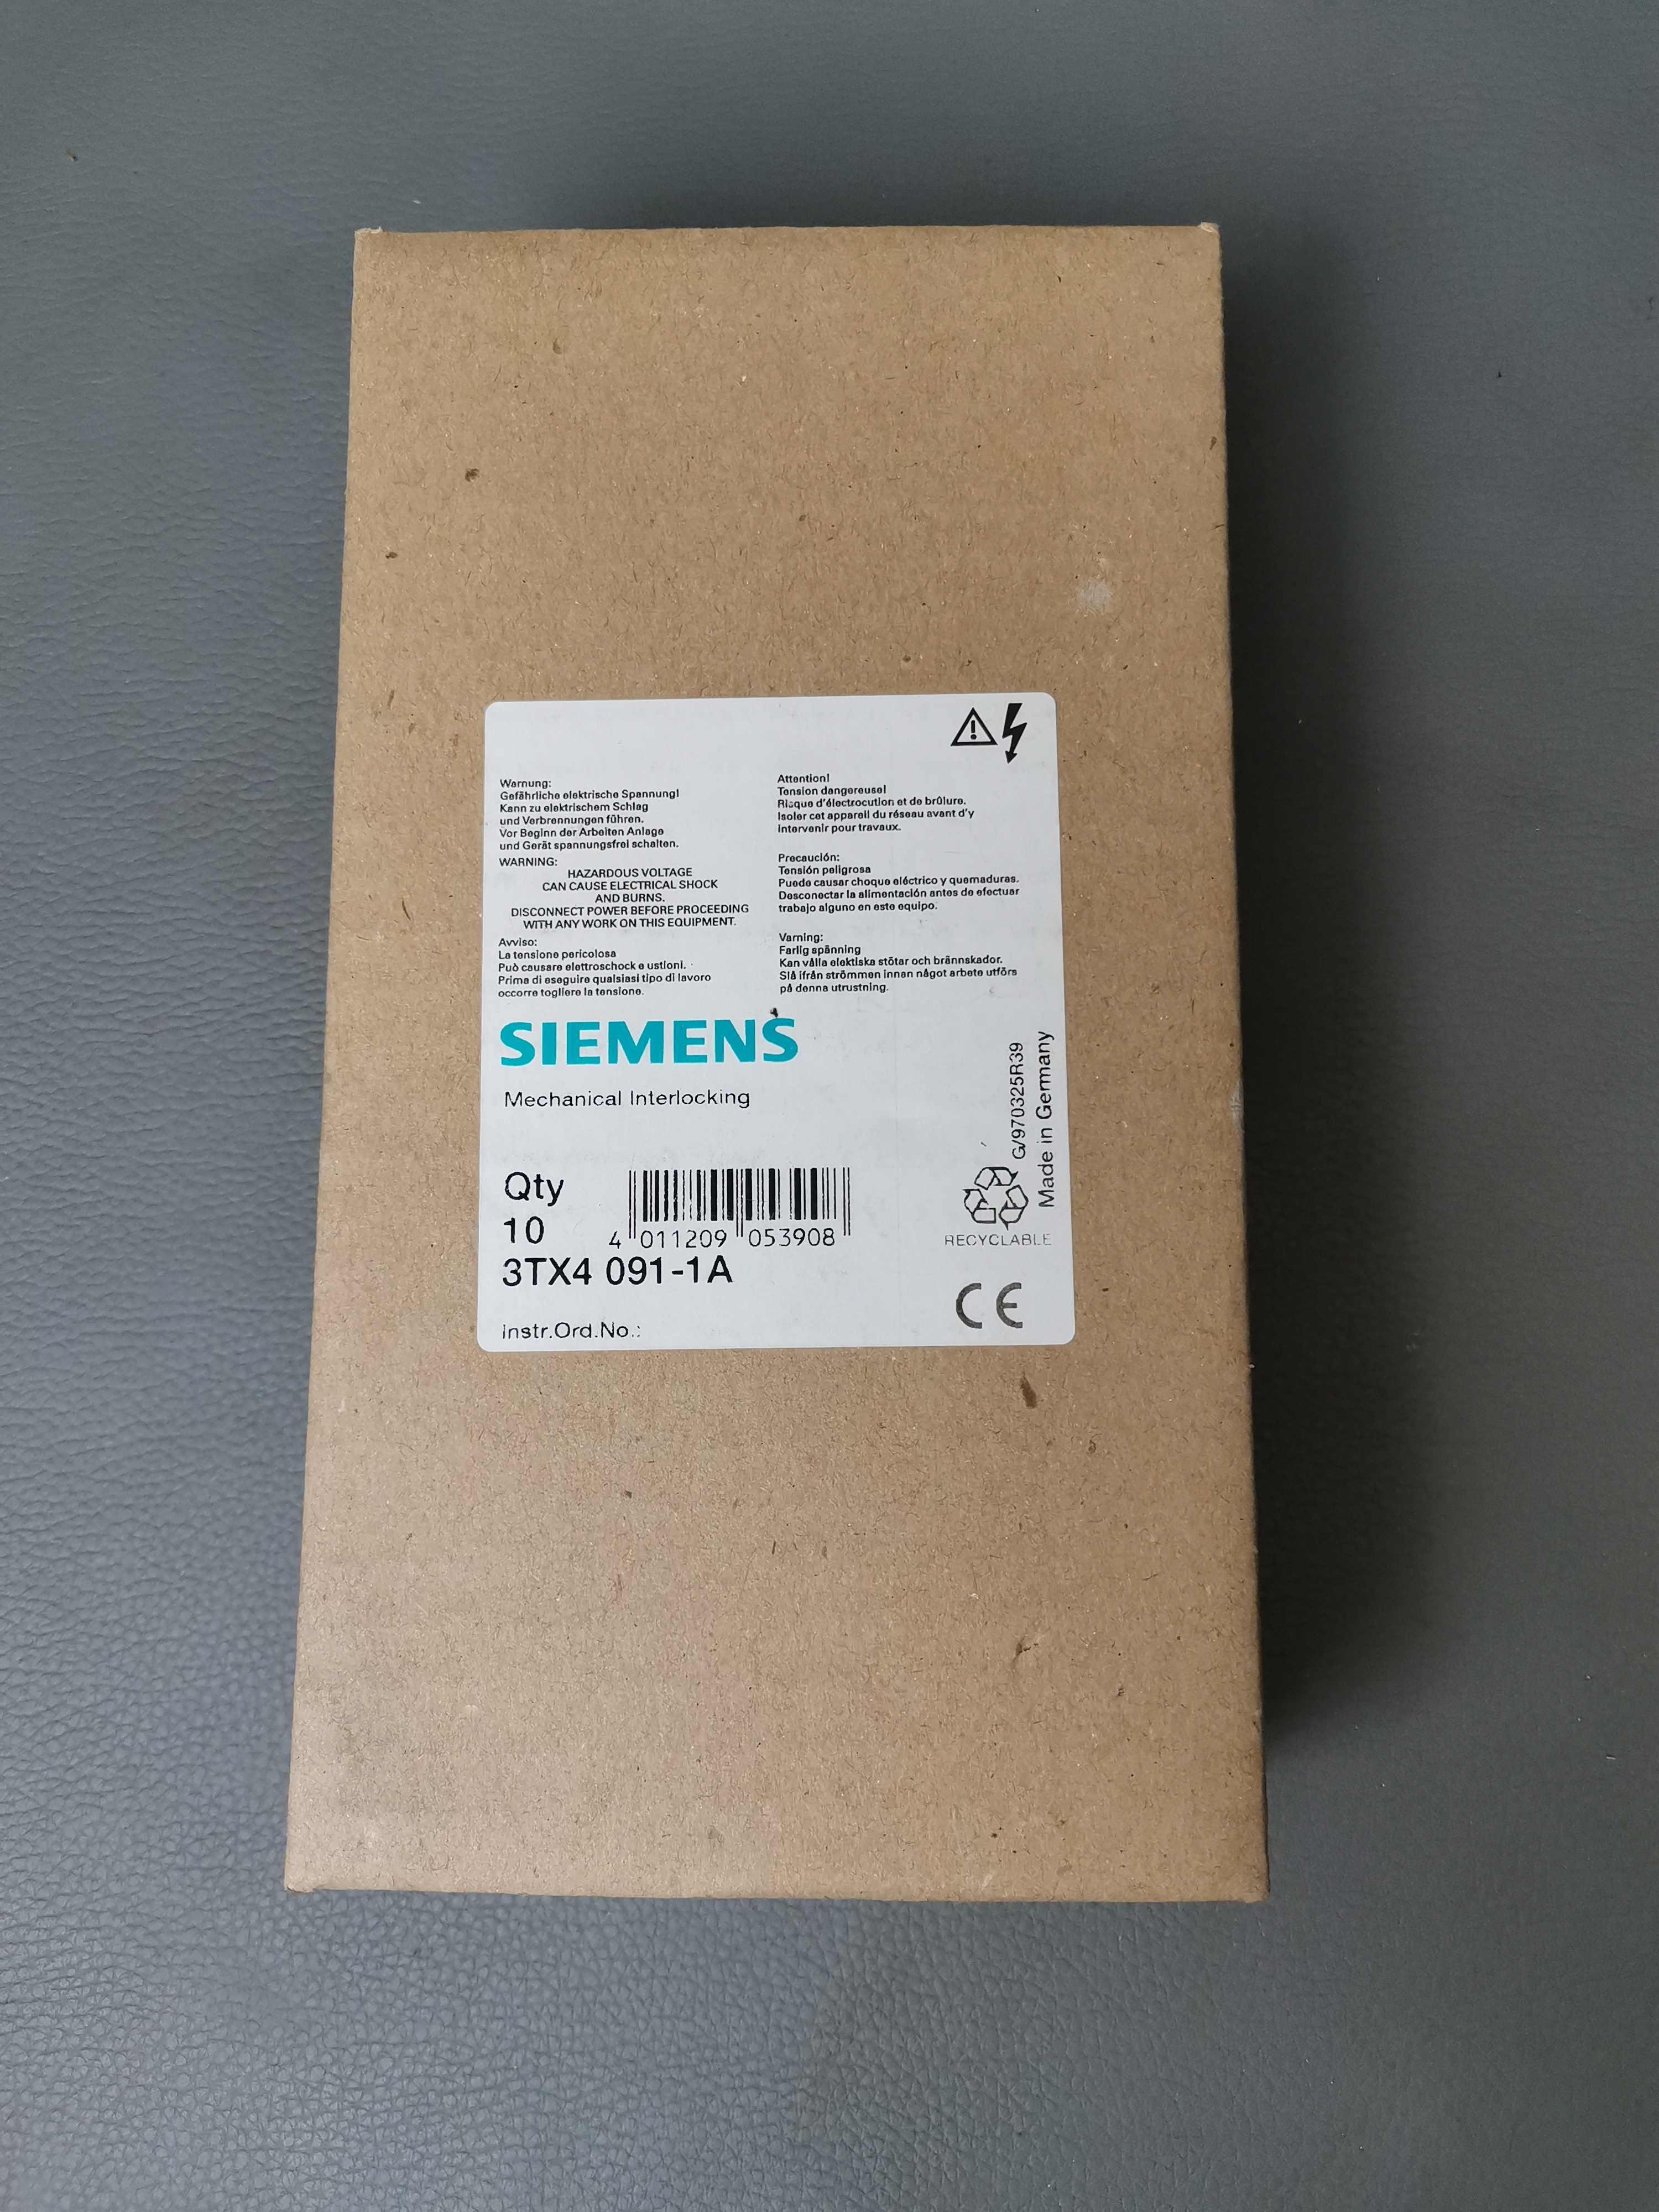 Warnung:
Gefährliche elektrische Spannung!
Kann zu elektrischem Schlag
und Verbrennungen führen.
Vor Beginn der Arbeiten Anlage
und Gerät spannungsfrei schalten.
WARNING:
HAZARDOUS VOLTAGE
CAN CAUSE ELECTRICAL SHOCK
AND BURNS.
DISCONNECT POWER BEFORE PROCEEDING
WITH ANY WORK ON THIS EQUIPMENT.
Avviso:
La tensione pericolosa
Può causare elettroschock e ustioni.
Prima di eseguire qualsiasi tipo di lavoro
occorre togliere la tensione.
Attention!
Tension dangereuse!
Risque d'électrocution et de brûlure.
Isoler cet appareil du réseau avant d'y
intervenir pour travaux.
Precaución:
Tensión peligrosa
Puede causar choque eléctrico y quemaduras.
Desconectar la alimentación antes de efectuar
trabajo alguno en este equipo.
Varning:
Farlig spänning
Kan vålla elektiska stötar och brännskador.
Slå ifrån strömmen innan något arbete utförs
på denna utrustning.
SIEMENS
Mechanical Interlocking
Qty
10
4 011209 053908
3TX4 091-1A
Instr.Ord.No.:
G/970325R39
Made in Germany
RECYCLABLE
CE